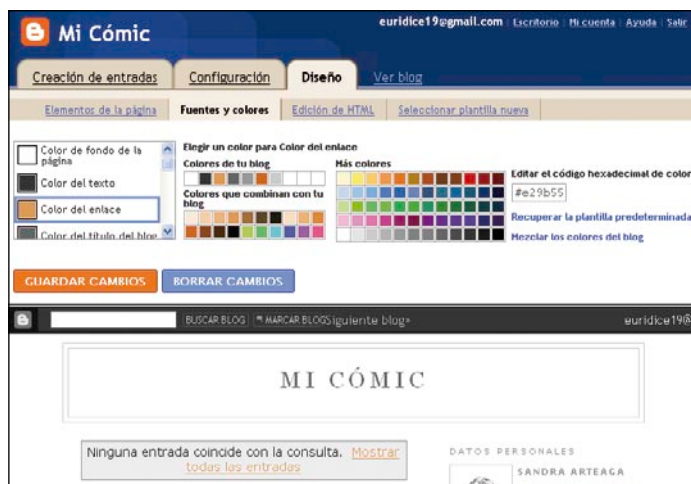 Mi Cómic
euridice19@gmail.com | Escritorio | Mi cuenta | Ayuda | Salir
Creación de entradas Configuración Diseño Ver blog
Elementos de la página Fuentes y colores Edición de HTML Seleccionar plantilla nueva
Color de fondo de la página
Color del texto
Color del enlace
Color del título del blog
Elegir un color para Color del enlace
Colores de tu blog
Colores que combinan con tu blog
Más colores
Editar el código hexadecimal de color
#e29b55
Recuperar la plantilla predeterminada
Mezclar los colores del blog
GUARDAR CAMBIOS BORRAR CAMBIOS
BUSCAR BLOG MARCAR BLOG Siguiente blog» euridice19@
MI CÓMIC
Ninguna entrada coincide con la consulta. Mostrar
todas las entradas
DATOS PERSONALES
SANDRA ARTEAGA